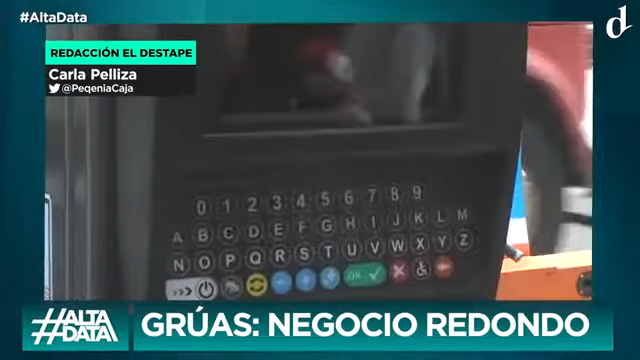 #AltaData
d
REDACCIÓN EL DESTAPE
Carla Pelliza
@PeqeniaCaja
0 1 2 3 4 5 6 7 8 9
A B C D E F G H I J K L M
N O P Q R S T U V W X Y Z
OK
#ALTA
DATA
GRÚAS: NEGOCIO REDONDO